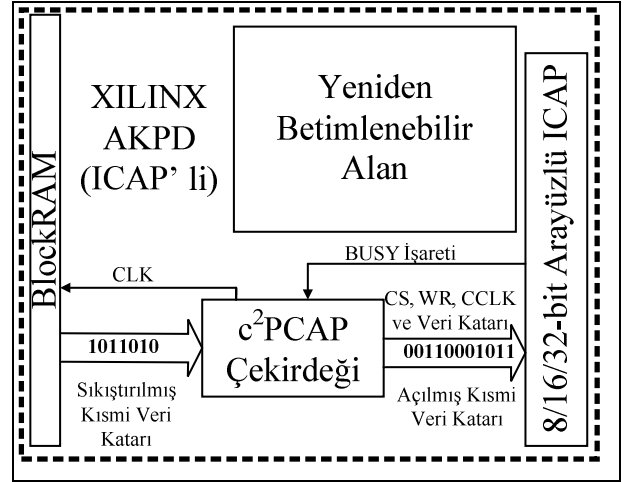 BlockRAM
XILINX
AKPD
(ICAP' li)
Yeniden
Betimlenebilir
Alan
8/16/32-bit Arayüzlü ICAP
BUSY İşareti
CLK
c²PCAP
Çekirdeği
CS, WR, CCLK
ve Veri Katarı
1011010
00110001011
Sıkıştırılmış
Kısmi Veri
Katarı
Açılmış Kısmi
Veri Katarı